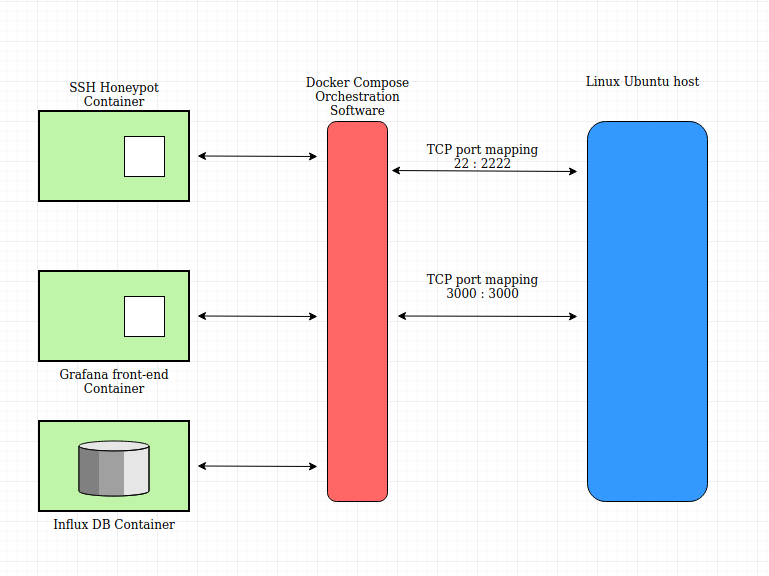 SSH Honeypot
Container
Docker Compose
Orchestration
Software
Linux Ubuntu host
TCP port mapping
22 : 2222
TCP port mapping
3000 : 3000
Grafana front-end
Container
Influx DB Container